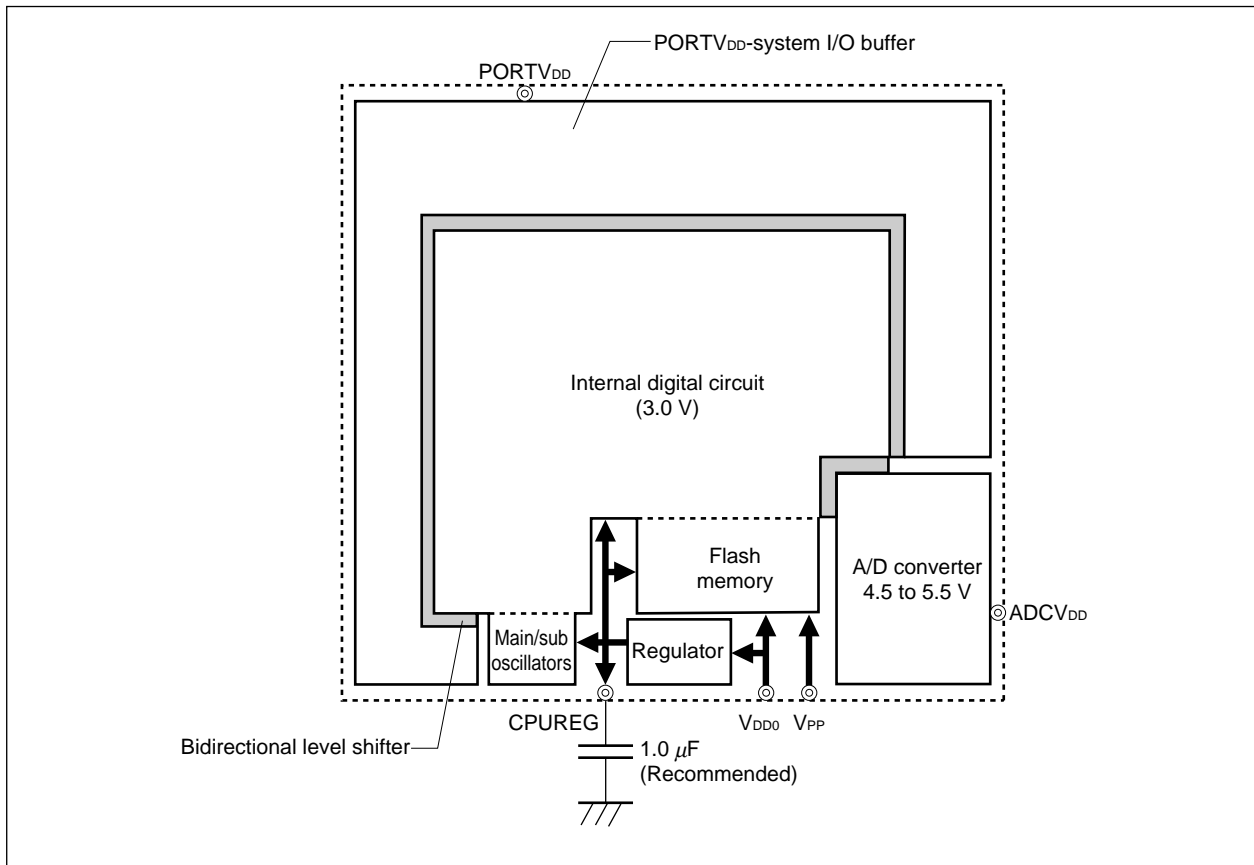 PORTVDD-system I/O buffer
PORTVDD
Internal digital circuit
(3.0 V)
Flash
memory
A/D converter
4.5 to 5.5 V
ADCVDD
Main/sub
oscillators
Regulator
CPUREG
VDD0
VPP
Bidirectional level shifter
1.0 μF
(Recommended)